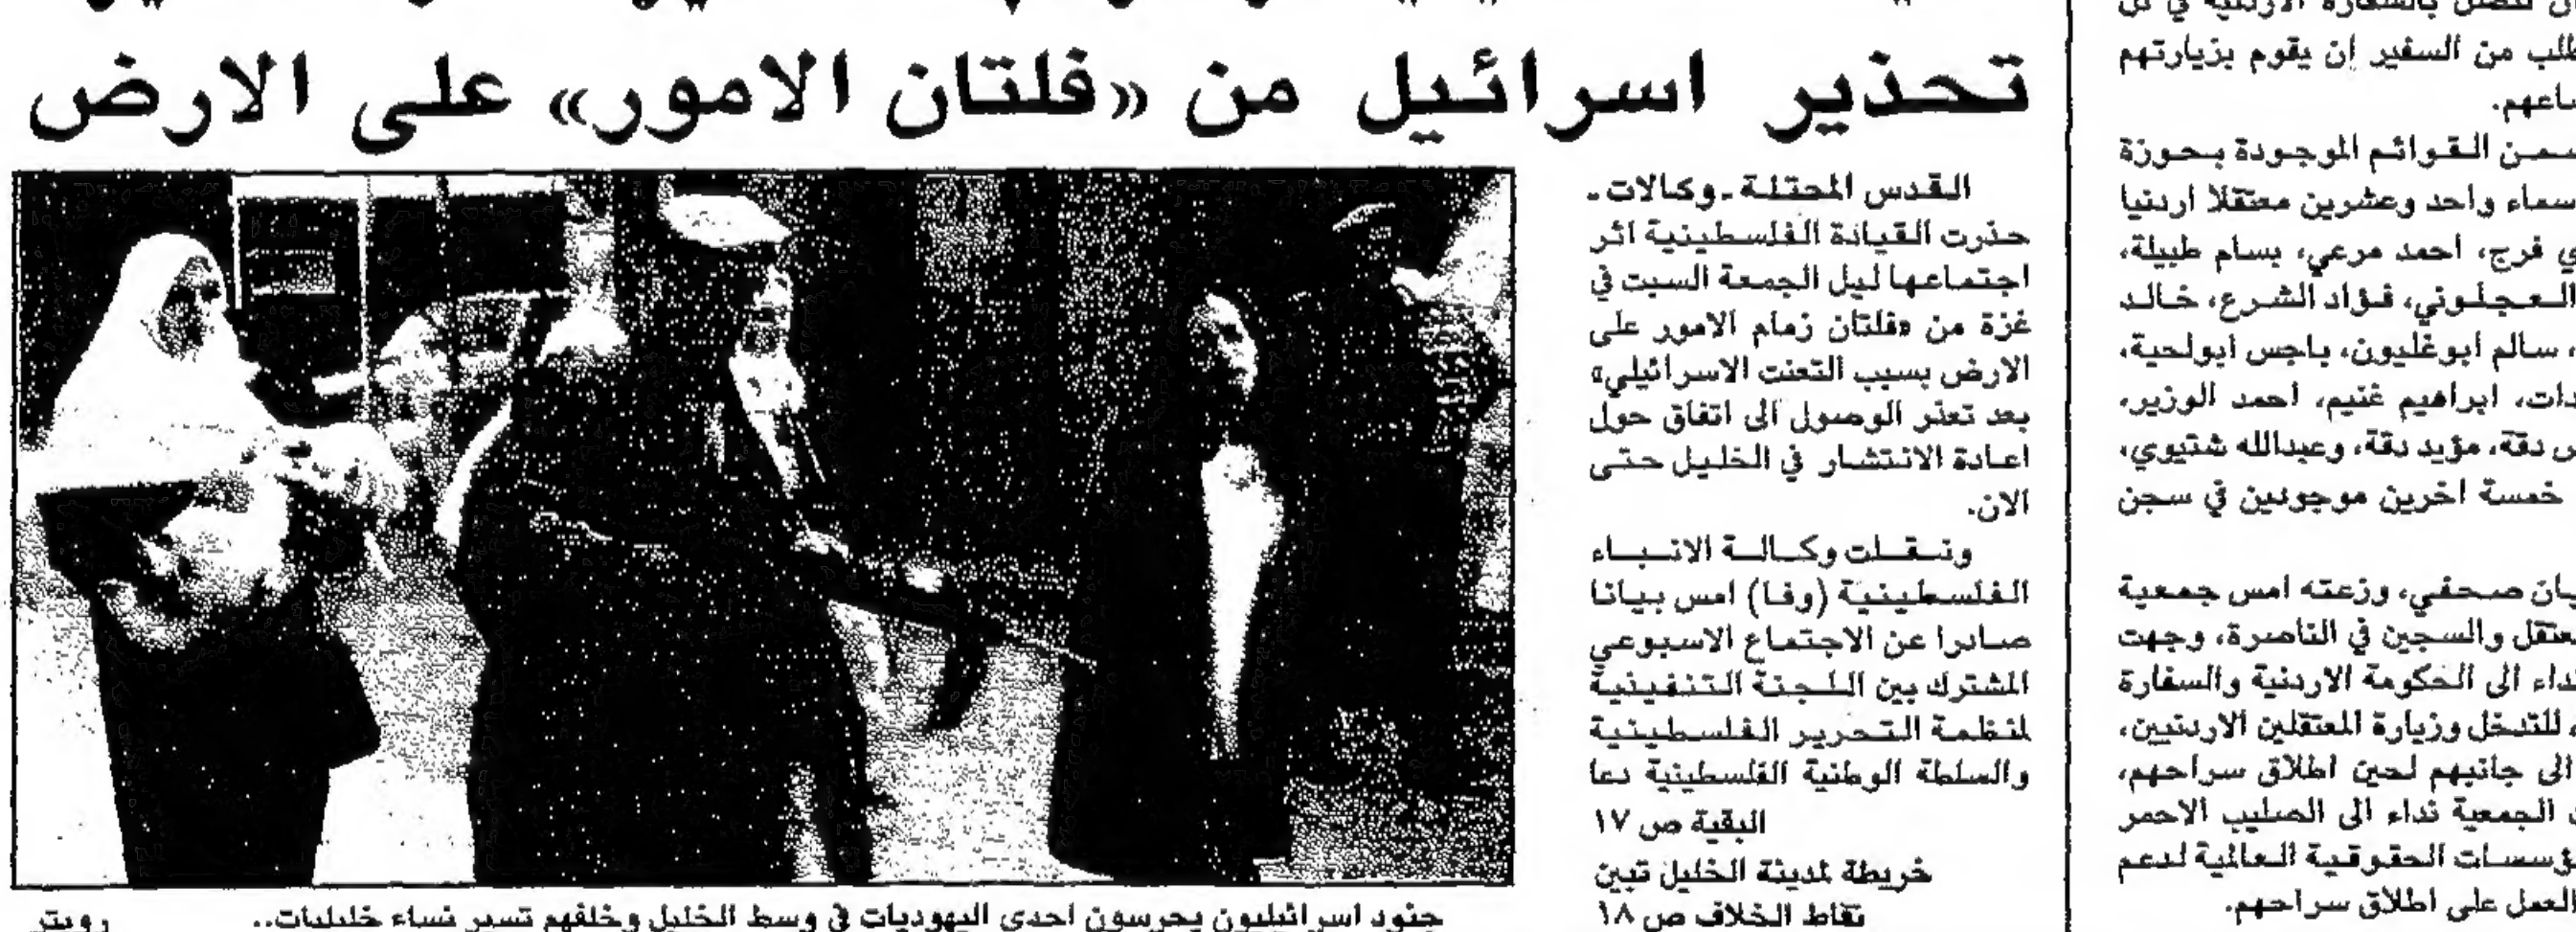 تحذير اسرائيل من «فلتان الامور» على الارض
القدس المحتلة ـ وكالات ـ
حذرت القيادة الفلسطينية اثر
اجتماعها ليل الجمعة السبت في
غزة من «فلتان زمام الامور على
الارض بسبب التعنت الاسرائيلي»
بعد تعذر الوصول الى اتفاق حول
اعادة الانتشار في الخليل حتى
الان.
ونقلت وكالة الانباء
الفلسطينية (وفا) امس بيانا
صادرا عن الاجتماع الاسبوعي
المشترك بين اللجنة التنفيذية
لمنظمة التحرير الفلسطينية
والسلطة الوطنية الفلسطينية دعا
البقية ص ١٧
خريطة لمدينة الخليل تبين
نقاط الخلاف ص ١٨
جنود اسرائيليون يحرسون احدى اليهوديات في وسط الخليل وخلفهم تسير نساء خليليات..
رويتر
بالسفارة الاردنية في
من السفير ان يقوم بزيارتهم
القوائم الموجودة بحوزة
واحد وعشرين معتقلا اردنيا
فرج، احمد مرعي، بسام طبيلة،
العجلوني، فؤاد الشرع، خالد
سالم ابوغليون، باجس ابولحية،
ابراهيم غنيم، احمد الوزير،
دقة، مؤيد دقة، وعبدالله شتيوي،
خمسة اخرين موجودين في سجن
صحفي، وزعته امس جمعية
والسجين في الناصرة، وجهت
الى الحكومة الاردنية والسفارة
للتدخل وزيارة المعتقلين الاردنيين،
الى جانبهم لحين اطلاق سراحهم،
الجمعية نداء الى الصليب الاحمر
الحقوقية العالمية لدعم
العمل على اطلاق سراحهم.